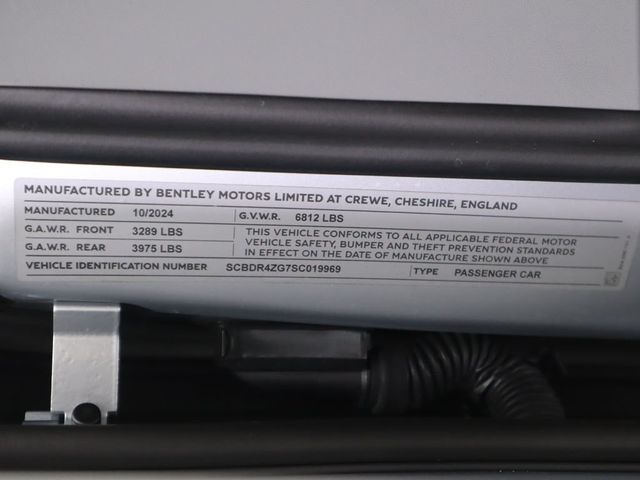 MANUFACTURED BY BENTLEY MOTORS LIMITED AT CREWE, CHESHIRE, ENGLAND
MANUFACTURED 10/2024 G.V.W.R. 6812 LBS
G.A.W.R. FRONT 3289 LBS
G.A.W.R. REAR 3975 LBS
THIS VEHICLE CONFORMS TO ALL APPLICABLE FEDERAL MOTOR
VEHICLE SAFETY, BUMPER AND THEFT PREVENTION STANDARDS
IN EFFECT ON THE DATE OF MANUFACTURE SHOWN ABOVE
VEHICLE IDENTIFICATION NUMBER SCBDR4ZG7SC019969 TYPE PASSENGER CAR